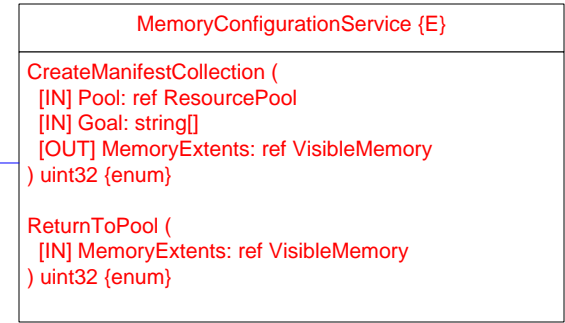 MemoryConfigurationService {E}
CreateManifestCollection (
[IN] Pool: ref ResourcePool
[IN] Goal: string[]
[OUT] MemoryExtents: ref VisibleMemory
) uint32 {enum}
ReturnToPool (
[IN] MemoryExtents: ref VisibleMemory
) uint32 {enum}